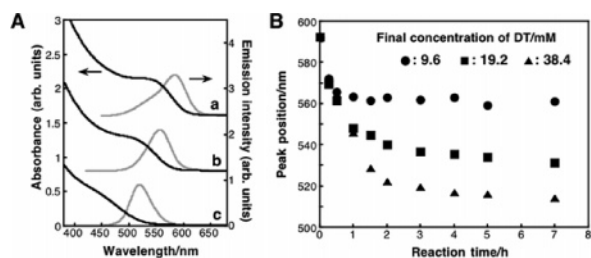 A
B
3
2.5
2
1.5
1
0.5
0
Absorbance (arb. units)
4
3
2
1
0
Emission intensity (arb. units)
a
b
c
400 450 500 550 600 650
Wavelength/nm
600
580
560
540
520
500
Peak position/nm
Final concentration of DT/mM
●: 9.6 ■: 19.2 ▲: 38.4
0 1 2 3 4 5 6 7 8
Reaction time/h